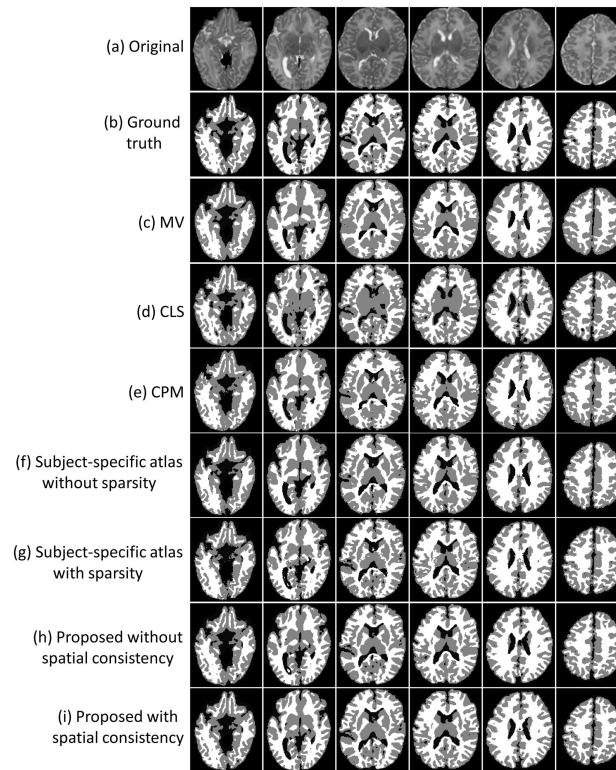 (a) Original
(b) Ground
truth
(c) MV
(d) CLS
(e) CPM
(f) Subject-specific atlas
without sparsity
(g) Subject-specific atlas
with sparsity
(h) Proposed without
spatial consistency
(i) Proposed with
spatial consistency